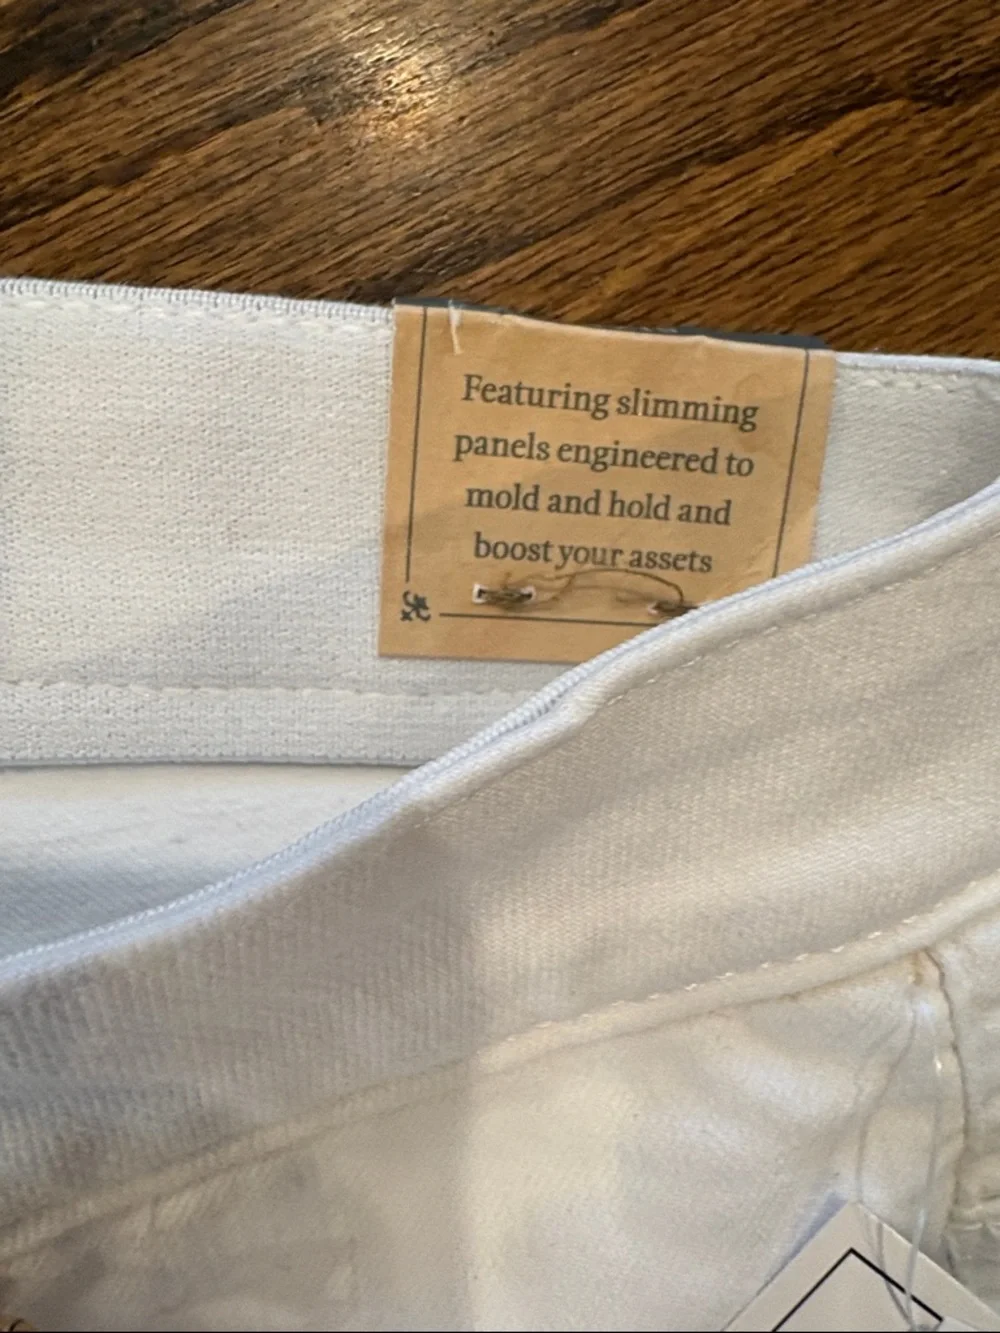 Featuring slimming
panels engineered to
mold and hold and
boost your assets